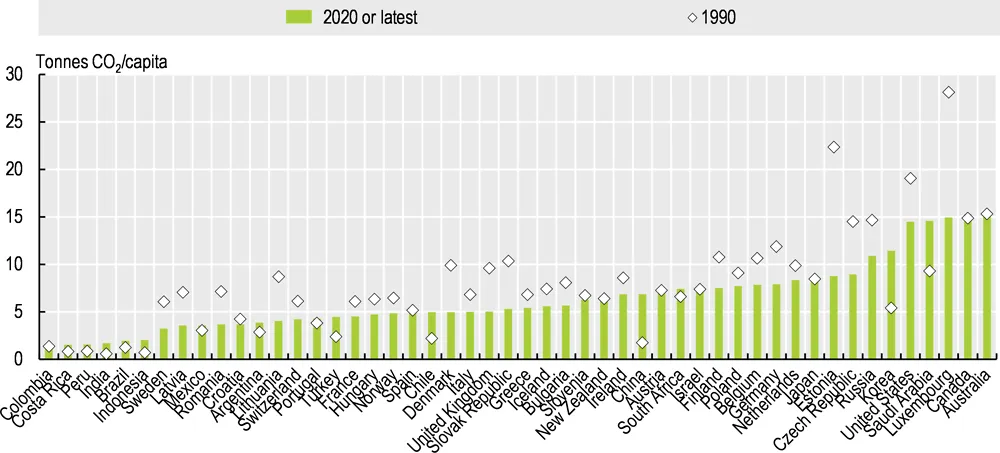 2020 or latest
1990
Tonnes CO₂/capita
30
25
20
15
10
5
0
Colombia
Costa Rica
Peru
India
Brazil
Indonesia
Sweden
Latvia
Mexico
Romania
Croatia
Argentina
Lithuania
Switzerland
Portugal
Turkey
France
Hungary
Norway
Spain
Chile
Denmark
Italy
United Kingdom
Slovak Republic
Greece
Iceland
Bulgaria
Slovenia
New Zealand
Ireland
China
Austria
South Africa
Israel
Finland
Poland
Belgium
Germany
Netherlands
Japan
Estonia
Czech Republic
Russia
Korea
United States
Saudi Arabia
Luxembourg
Canada
Australia